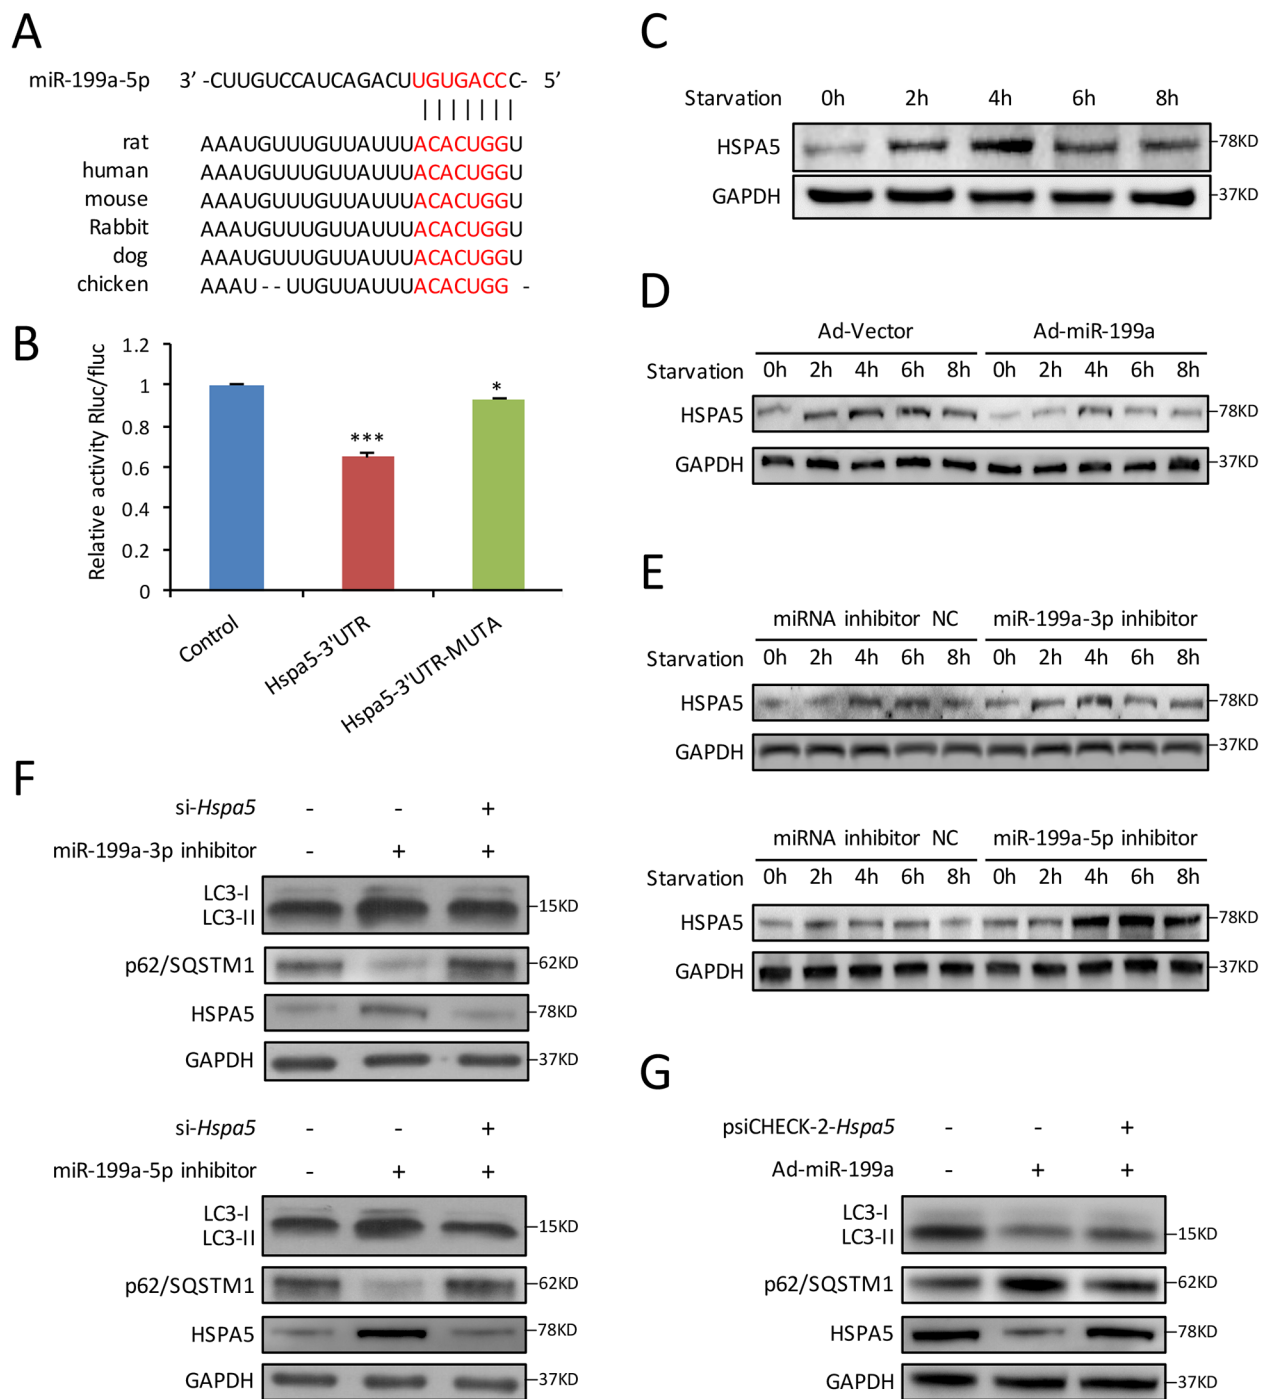 A
miR-199a-5p 3’ -CUUGUCCAUCAGACUUGUGACCC- 5’
rat AAAUGUUUGUUAUUUACACUGGU
human AAAUGUUUGUUAUUUACACUGGU
mouse AAAUGUUUGUUAUUUACACUGGU
Rabbit AAAUGUUUGUUAUUUACACUGGU
dog AAAUGUUUGUUAUUUACACUGGU
chicken AAAU--UUGUUAUUUACACUGG -
B
Relative activity Rluc/fluc
1.2
1
0.8
0.6
0.4
0.2
0
***
*
Control
Hspa5-3'UTR
Hspa5-3'UTR-MUTA
C
Starvation 0h 2h 4h 6h 8h
HSPA5 78KD
GAPDH 37KD
D
Ad-Vector Ad-miR-199a
Starvation 0h 2h 4h 6h 8h 0h 2h 4h 6h 8h
HSPA5 78KD
GAPDH 37KD
E
miRNA inhibitor NC miR-199a-3p inhibitor
Starvation 0h 2h 4h 6h 8h 0h 2h 4h 6h 8h
HSPA5 78KD
GAPDH 37KD
miRNA inhibitor NC miR-199a-5p inhibitor
Starvation 0h 2h 4h 6h 8h 0h 2h 4h 6h 8h
HSPA5 78KD
GAPDH 37KD
F
si-Hspa5 - - +
miR-199a-3p inhibitor - + +
LC3-I
LC3-II 15KD
p62/SQSTM1 62KD
HSPA5 78KD
GAPDH 37KD
si-Hspa5 - - +
miR-199a-5p inhibitor - + +
LC3-I
LC3-II 15KD
p62/SQSTM1 62KD
HSPA5 78KD
GAPDH 37KD
G
psiCHECK-2-Hspa5 - - +
Ad-miR-199a - + +
LC3-I
LC3-II 15KD
p62/SQSTM1 62KD
HSPA5 78KD
GAPDH 37KD